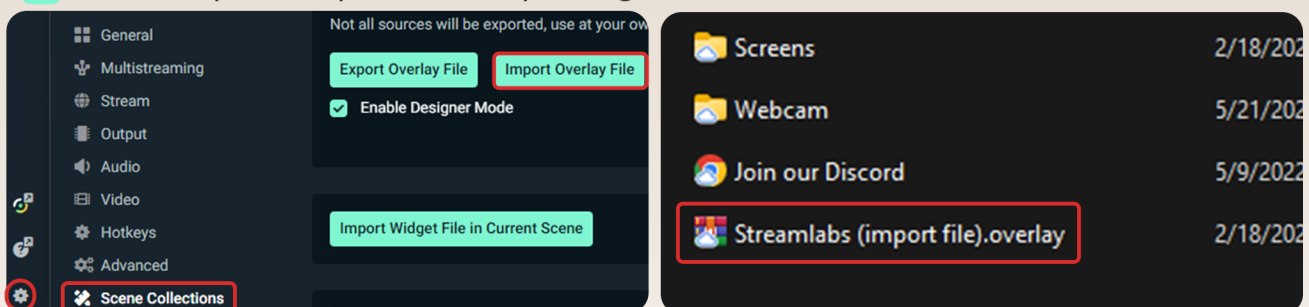 General
Multistreaming
Stream
Output
Audio
Video
Hotkeys
Advanced
Scene Collections
Not all sources will be exported, use at your ow
Export Overlay File
Import Overlay File
Enable Designer Mode
Import Widget File in Current Scene
Screens 2/18/202
Webcam 5/21/202
Join our Discord 5/9/2022
Streamlabs (import file).overlay 2/18/202